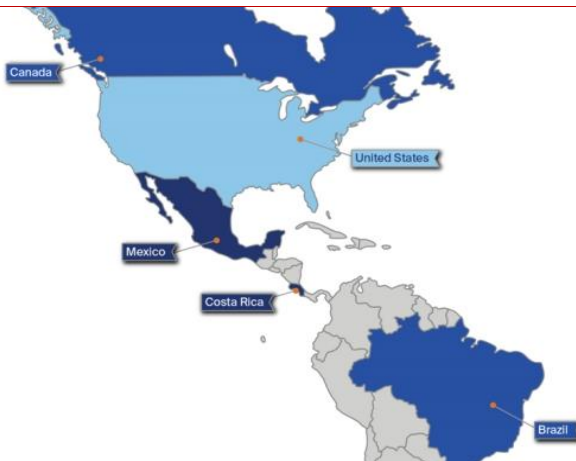 Canada
United States
Mexico
Costa Rica
Brazil